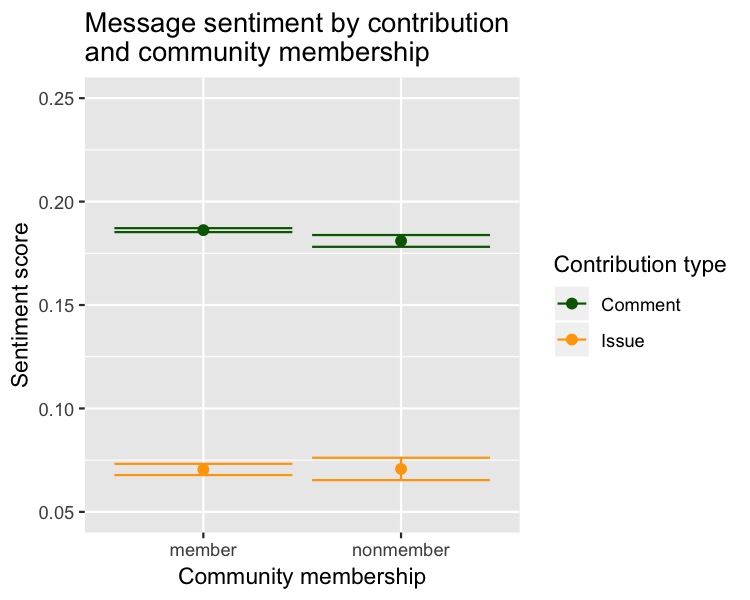 Message sentiment by contribution
and community membership
Sentiment score
0.25
0.20
0.15
0.10
0.05
member
nonmember
Community membership
Contribution type
Comment
Issue